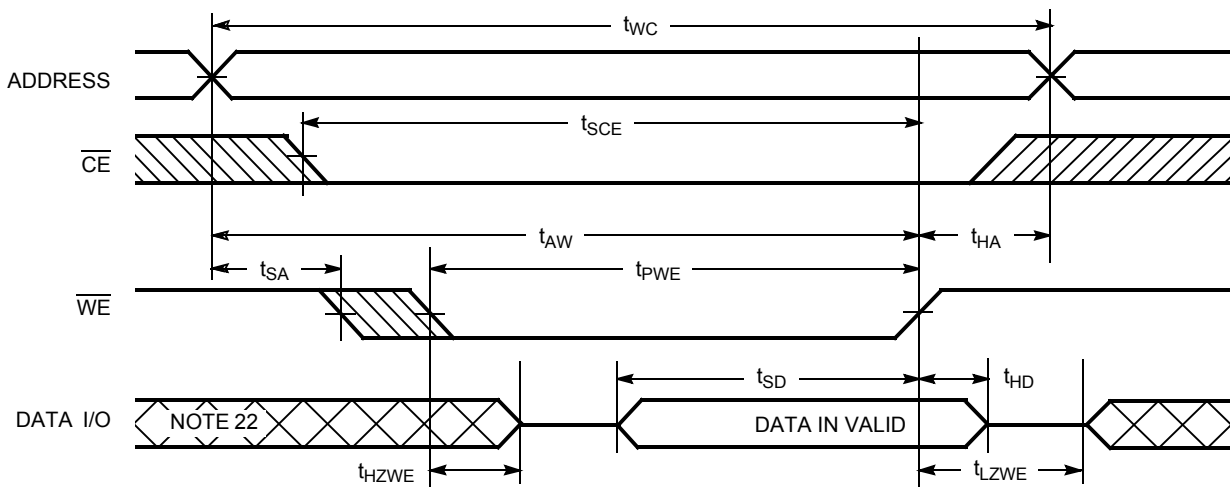 tWC
ADDRESS
tSCE
CE
tAW
tHA
tSA
tPWE
WE
tSD
tHD
DATA I/O
NOTE 22
DATA IN VALID
tHZWE
tLZWE